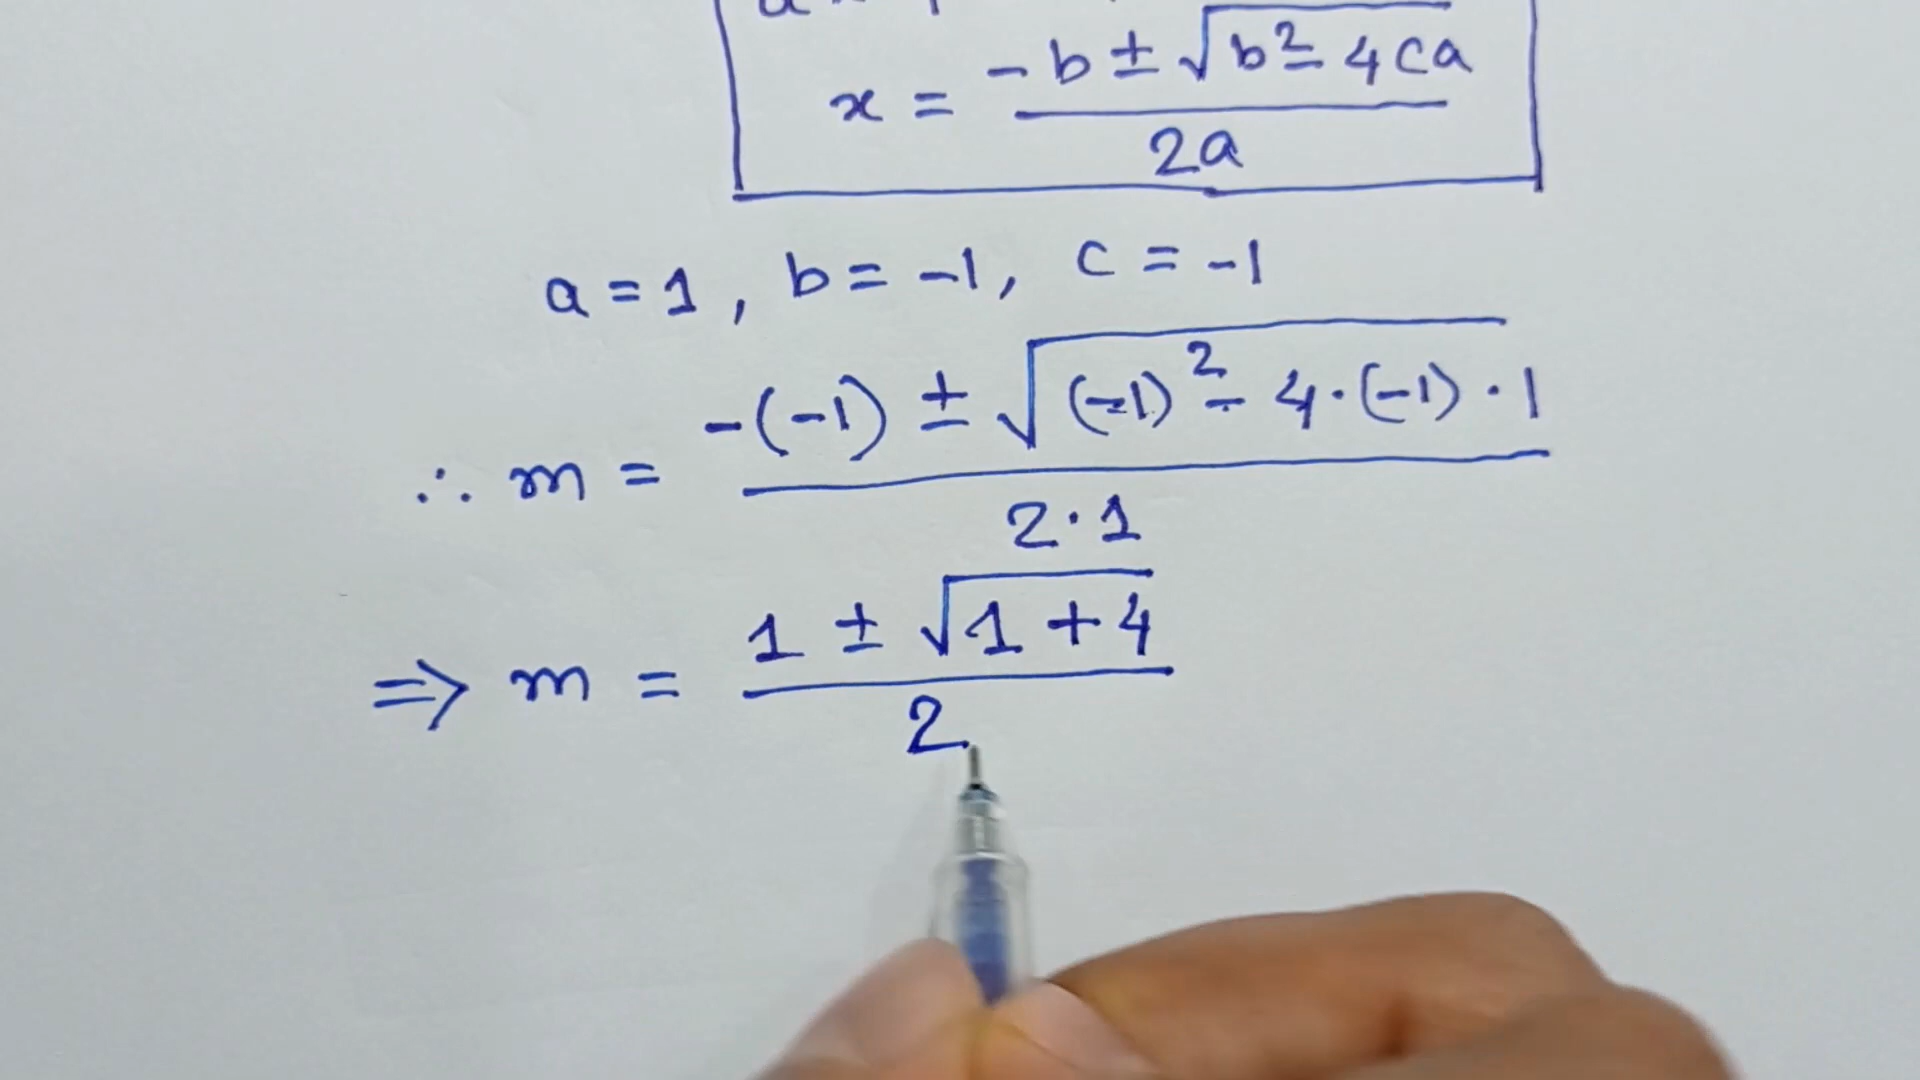 x = -b ± √b² - 4ca / 2a
a = 1, b = -1, c = -1
∴ m = -(-1) ± √(-1)² - 4·(-1)·1 / 2·1
⇒ m = 1 ± √1 + 4 / 2